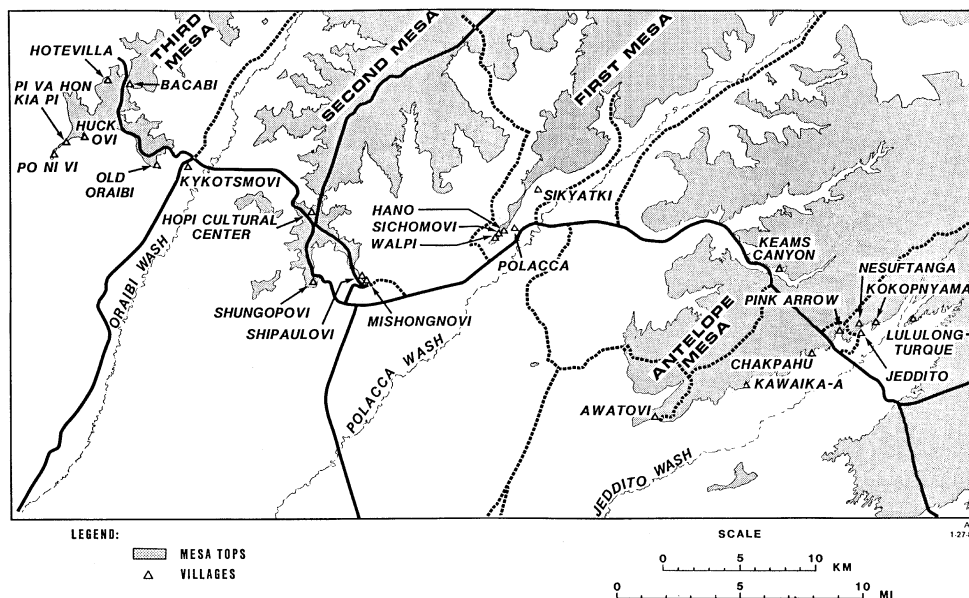 THIRD
MESA
SECOND MESA
FIRST MESA
HOTEVILLA
PI VA HON
KIA PI
BACABI
HUCK
OVI
PO NI VI
OLD
ORAIBI
KYKOTSMOVI
HOPI CULTURAL
CENTER
ORAIBI WASH
SHUNGOPOVI
SHIPAULOVI
MISHONGNOVI
HANO
SICHOMOVI
WALPI
SIKYATKI
POLACCA
POLACCA WASH
KEAMS
CANYON
NESUFTANGA
PINK ARROW
KOKOPNYAMA
ANTELOPE
MESA
CHAKPAHU
LULULONG-
TURQUE
KAWAIKA-A
JEDDITO
AWATOVI
JEDDITO WASH
LEGEND:
MESA TOPS
VILLAGES
SCALE
0 5 10
KM
0 5 10
MI
A